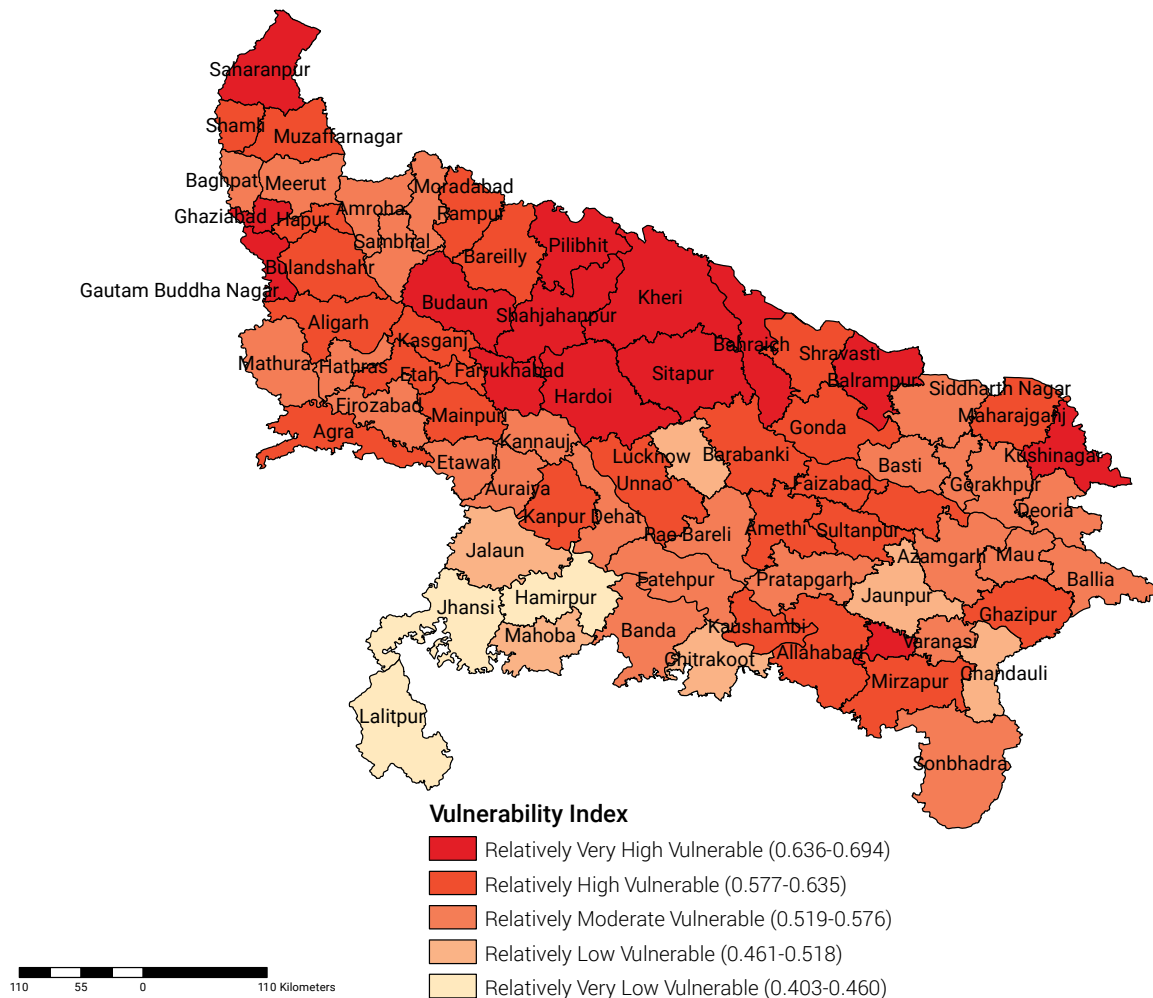 Saharanpur
Shamli
Muzaffarnagar
Baghpat
Meerut
Moradabad
Amroha
Rampur
Ghaziabad
Hapur
Sambhal
Pilibhit
Bareilly
Bulandshahr
Gautam Buddha Nagar
Budaun
Kheri
Shahjahanpur
Aligarh
Kasganj
Bahraich
Shravasti
Mathura
Hathras
Etah
Farrukhabad
Sitapur
Balrampur
Siddharth Nagar
Hardoi
Firozabad
Mainpuri
Maharajganj
Agra
Gonda
Kannauj
Lucknow
Barabanki
Kushinagar
Etawah
Basti
Unnao
Faizabad
Gorakhpur
Auraiya
Deoria
Kanpur Dehat
Rae Bareli
Amethi
Sultanpur
Jalaun
Azamgarh
Mau
Fatehpur
Pratapgarh
Ballia
Jhansi
Hamirpur
Jaunpur
Ghazipur
Mahoba
Banda
Kaushambi
Varanasi
Allahabad
Chitrakoot
Chandauli
Mirzapur
Lalitpur
Sonbhadra
Vulnerability Index
Relatively Very High Vulnerable (0.636-0.694)
Relatively High Vulnerable (0.577-0.635)
Relatively Moderate Vulnerable (0.519-0.576)
Relatively Low Vulnerable (0.461-0.518)
Relatively Very Low Vulnerable (0.403-0.460)
110 55 0 110 Kilometers